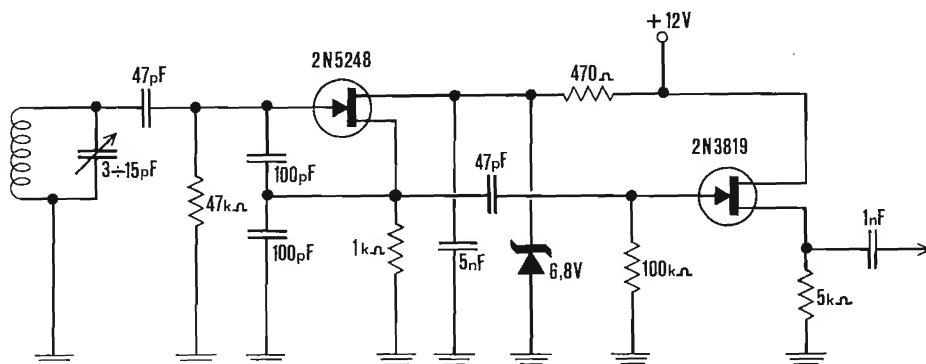 +12V
2N5248
470Ω
47pF
2N3819
3÷15pF
100pF
47pF
1nF
47kΩ
100pF
1kΩ
5nF
6,8V
100kΩ
5kΩ